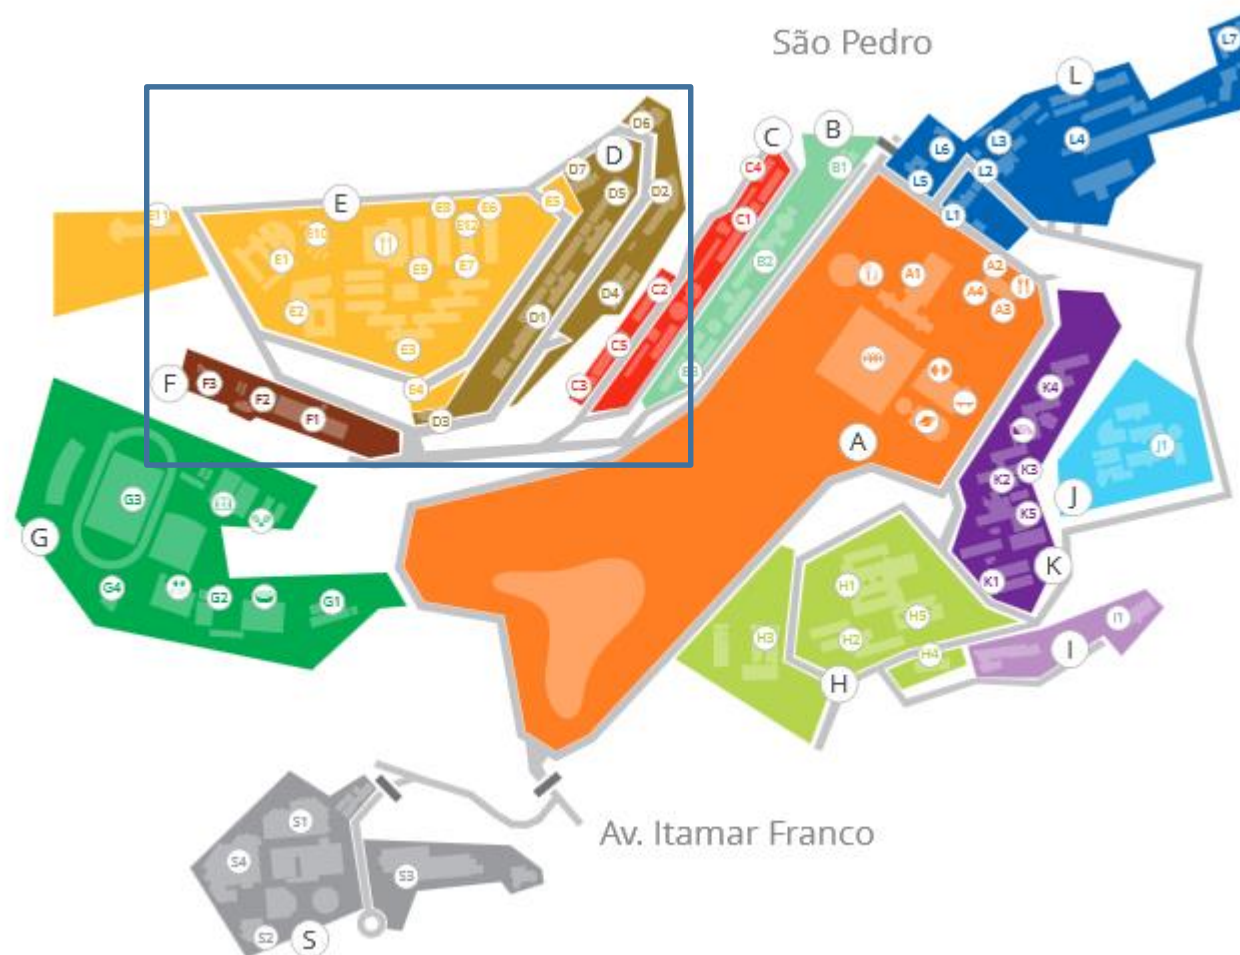 São Pedro
L7
L
D6
C
B
L3
L4
D
L6
D7
C4
B1
L2
L5
D5
D2
E
E5
E11
E8
E6
C1
L1
E10
E12
E1
E9
E7
B2
A2
A1
C2
D4
A4
A3
E2
D1
C5
E3
F
F3
E4
C3
B3
K4
F2
F1
D3
A
J1
K3
K2
G3
J
K5
G
K
K1
G4
G2
G1
H1
H5
I1
H3
H2
H4
I
H
S1
Av. Itamar Franco
S4
S3
S2
S